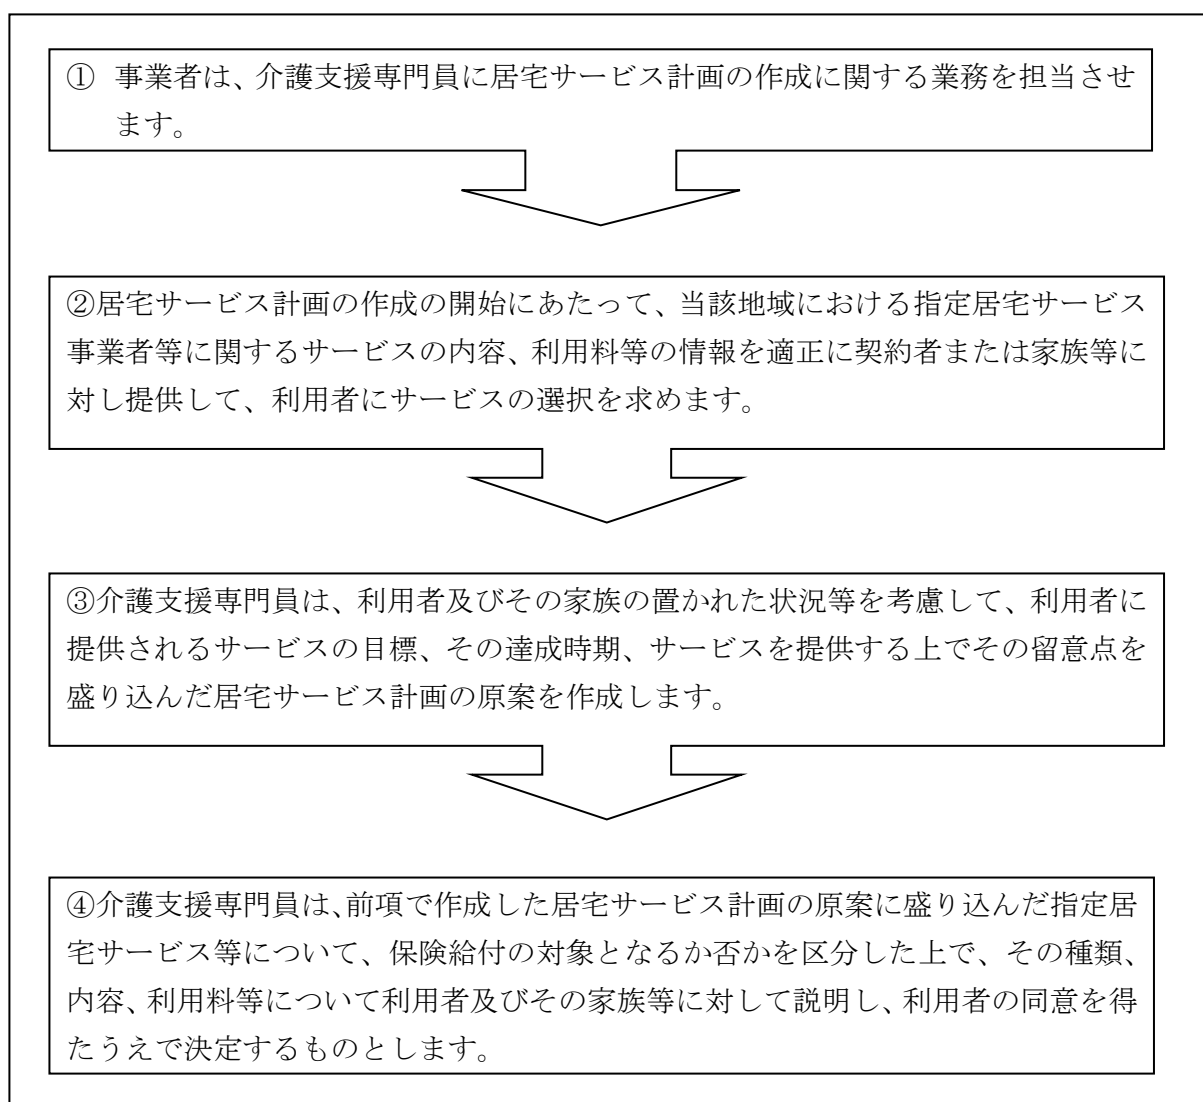 ① 事業者は、介護支援専門員に居宅サービス計画の作成に関する業務を担当させ
ます。
②居宅サービス計画の作成の開始にあたって、当該地域における指定居宅サービス
事業者等に関するサービスの内容、利用料等の情報を適正に契約者または家族等に
対し提供して、利用者にサービスの選択を求めます。
③介護支援専門員は、利用者及びその家族の置かれた状況等を考慮して、利用者に
提供されるサービスの目標、その達成時期、サービスを提供する上でその留意点を
盛り込んだ居宅サービス計画の原案を作成します。
④介護支援専門員は、前項で作成した居宅サービス計画の原案に盛り込んだ指定居
宅サービス等について、保険給付の対象となるか否かを区分した上で、その種類、
内容、利用料等について利用者及びその家族等に対して説明し、利用者の同意を得
たうえで決定するものとします。